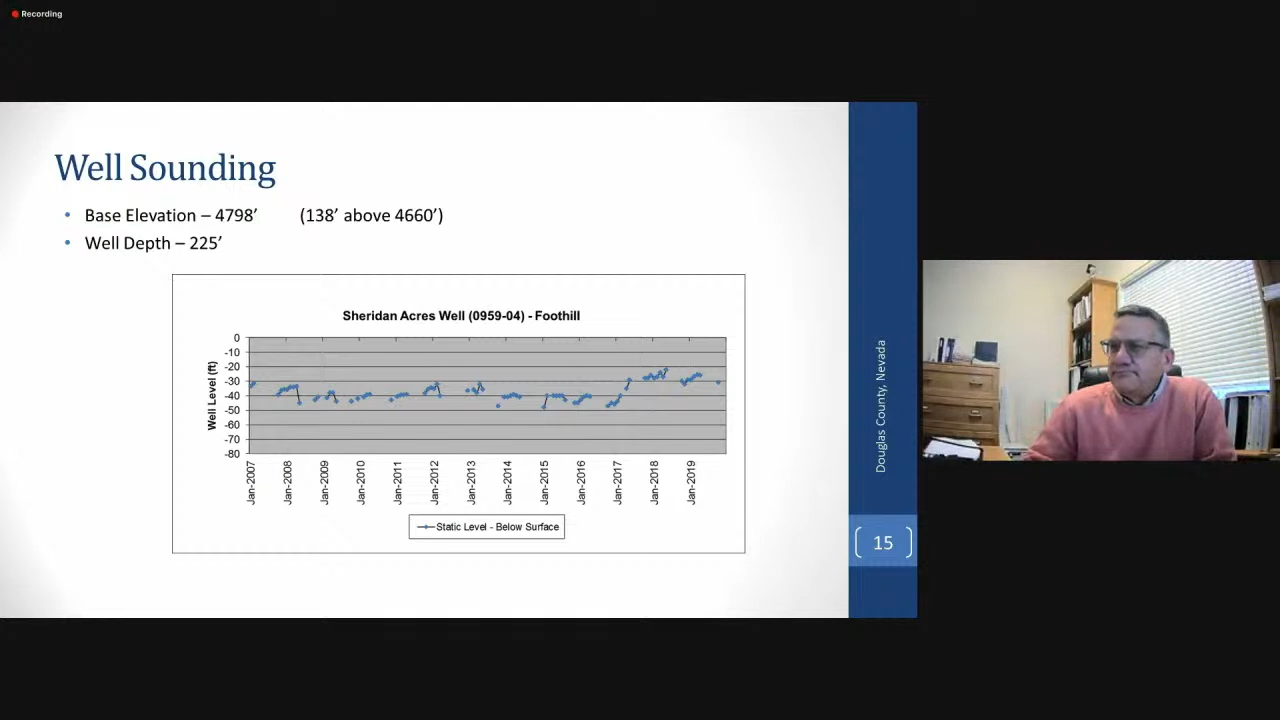 Recording
Well Sounding
• Base Elevation – 4798’ (138’ above 4660’)
• Well Depth – 225’
Sheridan Acres Well (0959-04) - Foothill
Well Level (ft)
0
-10
-20
-30
-40
-50
-60
-70
-80
Jan-2007
Jan-2008
Jan-2009
Jan-2010
Jan-2011
Jan-2012
Jan-2013
Jan-2014
Jan-2015
Jan-2016
Jan-2017
Jan-2018
Jan-2019
Static Level - Below Surface
Douglas County, Nevada
15